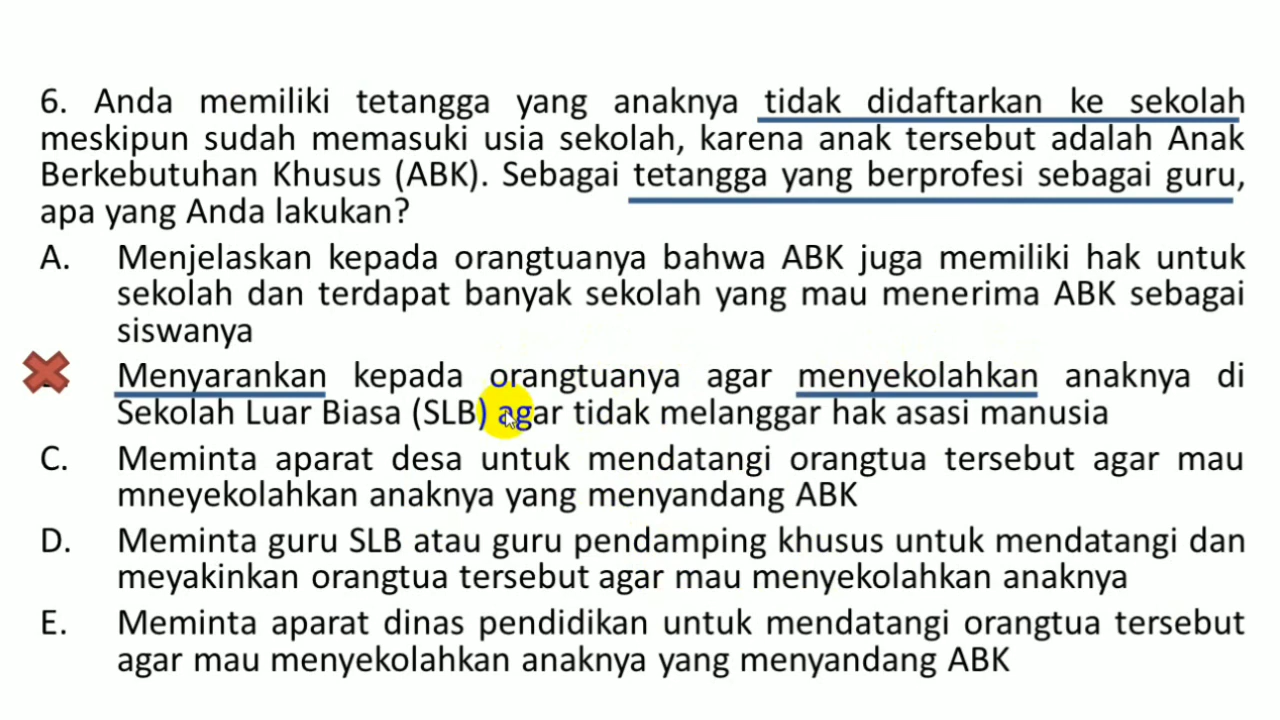 6. Anda memiliki tetangga yang anaknya tidak didaftarkan ke sekolah
meskipun sudah memasuki usia sekolah, karena anak tersebut adalah Anak
Berkebutuhan Khusus (ABK). Sebagai tetangga yang berprofesi sebagai guru,
apa yang Anda lakukan?
A. Menjelaskan kepada orangtuanya bahwa ABK juga memiliki hak untuk
sekolah dan terdapat banyak sekolah yang mau menerima ABK sebagai
siswanya
Menyarankan kepada orangtuanya agar menyekolahkan anaknya di
Sekolah Luar Biasa (SLB) agar tidak melanggar hak asasi manusia
C. Meminta aparat desa untuk mendatangi orangtua tersebut agar mau
mneyekolahkan anaknya yang menyandang ABK
D. Meminta guru SLB atau guru pendamping khusus untuk mendatangi dan
meyakinkan orangtua tersebut agar mau menyekolahkan anaknya
E. Meminta aparat dinas pendidikan untuk mendatangi orangtua tersebut
agar mau menyekolahkan anaknya yang menyandang ABK